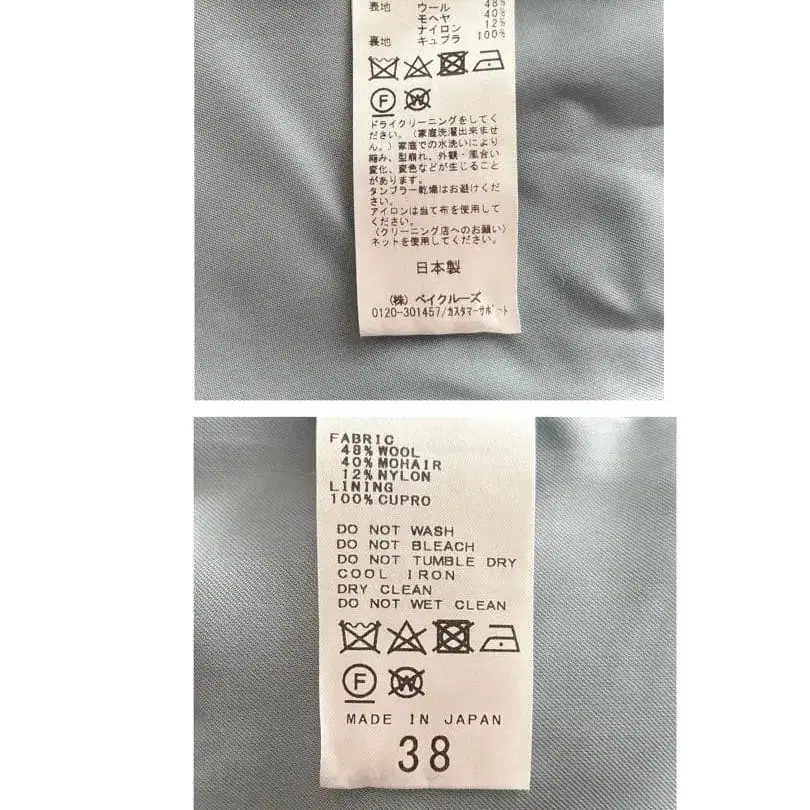 表地 ウール 48%
モヘヤ 40%
ナイロン 12%
裏地 キュプラ 100%
F W
ドライクリーニングをしてく
ださい。(家庭洗濯出来ませ
ん。)家庭での水洗いにより
縮み、型崩れ、外観・風合い
変化、変色などが生じること
があります。
タンブラー乾燥はお避けくだ
さい。
アイロンは当て布を使用して
ください。
〈クリーニング店へのお願い〉
ネットを使用してください。
日本製
(株) ベイクルーズ
0120-301457/カスタマーサポート
FABRIC
48%WOOL
40%MOHAIR
12%NYLON
LINING
100%CUPRO
DO NOT WASH
DO NOT BLEACH
DO NOT TUMBLE DRY
COOL IRON
DRY CLEAN
DO NOT WET CLEAN
F W
MADE IN JAPAN
38